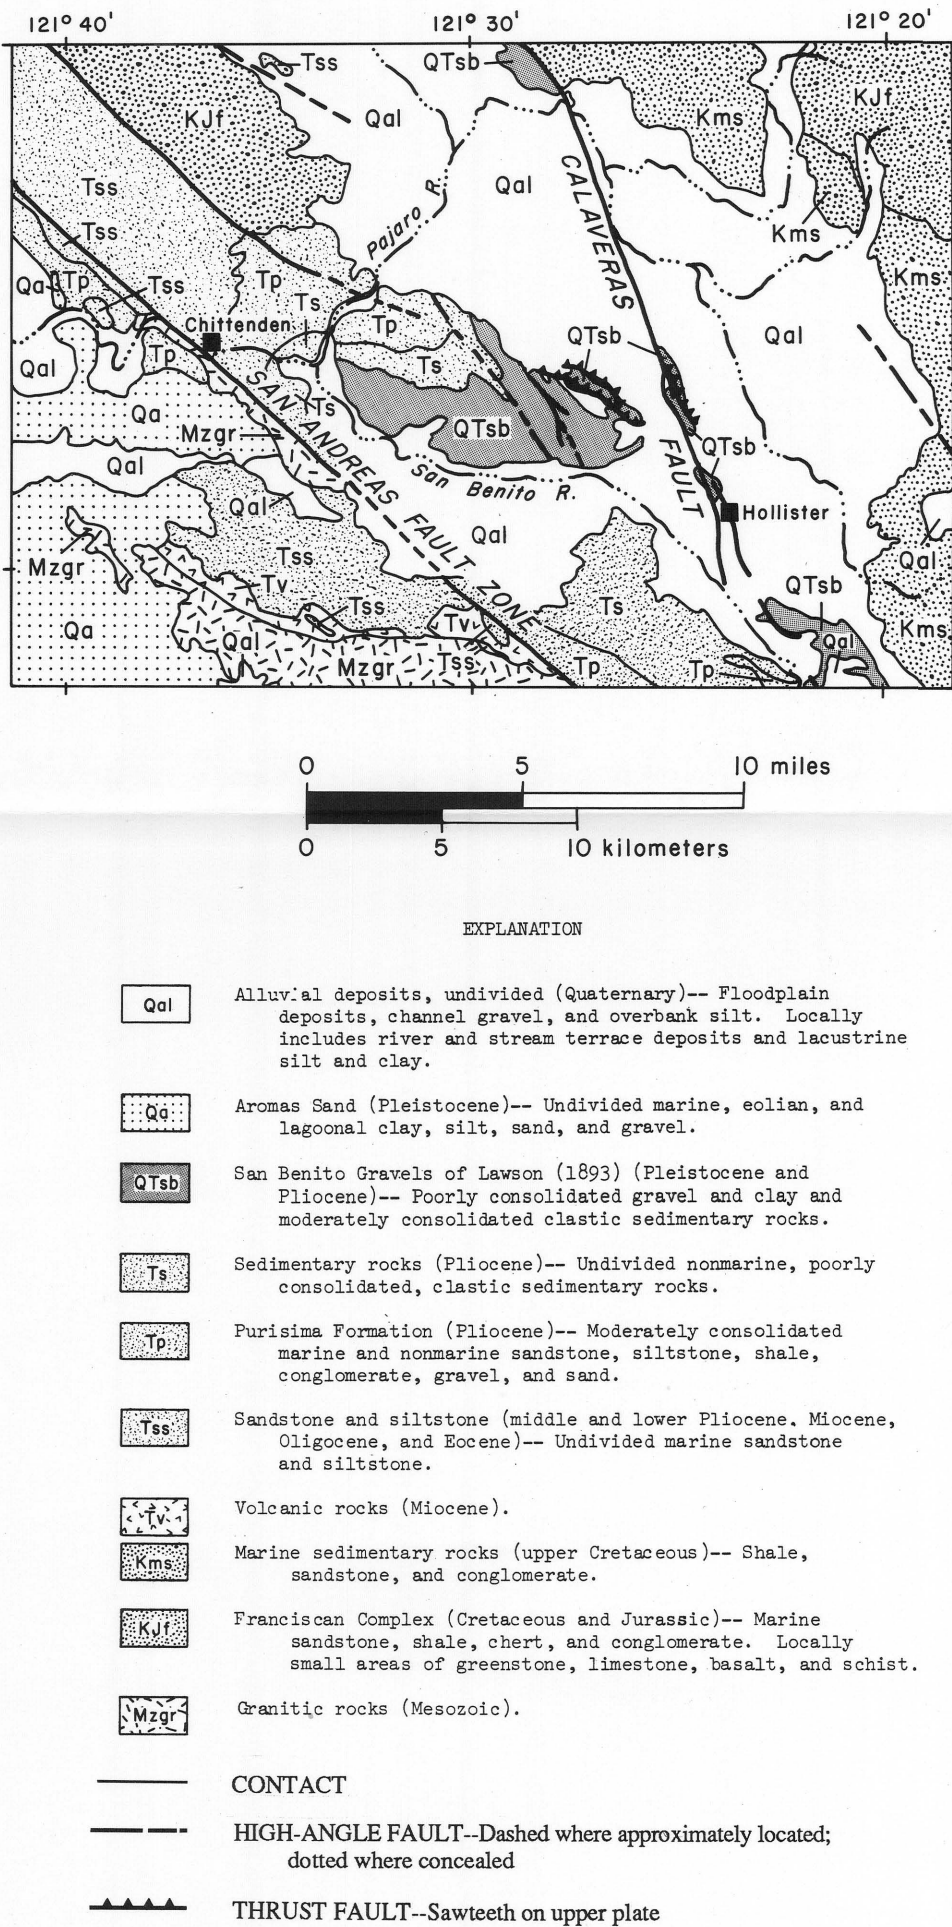 121° 40'
121° 30'
121° 20'
Tss
QTsb
KJf
Qal
Kms
KJf
Qal
Tss
Pajaro R.
CALAVERAS
Kms
Tss
Kms
Qa
Tp
Tss
Tp
Ts
Chittenden
Tp
QTsb
Qal
Qal
Tp
Ts
Qa
SAN ANDREAS FAULT ZONE
Ts
QTsb
QTsb
Mzgr
FAULT
Qal
San Benito R.
Qal
Hollister
Qal
Mzgr
Tss
Qal
Tv
Tss
Ts
QTsb
Qa
Qal
Tv
Qal
Kms
Mzgr
Tss
Tp
Tp
0 5 10 miles
0 5 10 kilometers
EXPLANATION
Qal
Alluvial deposits, undivided (Quaternary)-- Floodplain
deposits, channel gravel, and overbank silt. Locally
includes river and stream terrace deposits and lacustrine
silt and clay.
Qa
Aromas Sand (Pleistocene)-- Undivided marine, eolian, and
lagoonal clay, silt, sand, and gravel.
QTsb
San Benito Gravels of Lawson (1893) (Pleistocene and
Pliocene)-- Poorly consolidated gravel and clay and
moderately consolidated clastic sedimentary rocks.
Ts
Sedimentary rocks (Pliocene)-- Undivided nonmarine, poorly
consolidated, clastic sedimentary rocks.
Tp
Purisima Formation (Pliocene)-- Moderately consolidated
marine and nonmarine sandstone, siltstone, shale,
conglomerate, gravel, and sand.
Tss
Sandstone and siltstone (middle and lower Pliocene, Miocene,
Oligocene, and Eocene)-- Undivided marine sandstone
and siltstone.
Tv
Volcanic rocks (Miocene).
Kms
Marine sedimentary rocks (upper Cretaceous)-- Shale,
sandstone, and conglomerate.
KJf
Franciscan Complex (Cretaceous and Jurassic)-- Marine
sandstone, shale, chert, and conglomerate. Locally
small areas of greenstone, limestone, basalt, and schist.
Mzgr
Granitic rocks (Mesozoic).
CONTACT
HIGH-ANGLE FAULT--Dashed where approximately located;
dotted where concealed
THRUST FAULT--Sawteeth on upper plate